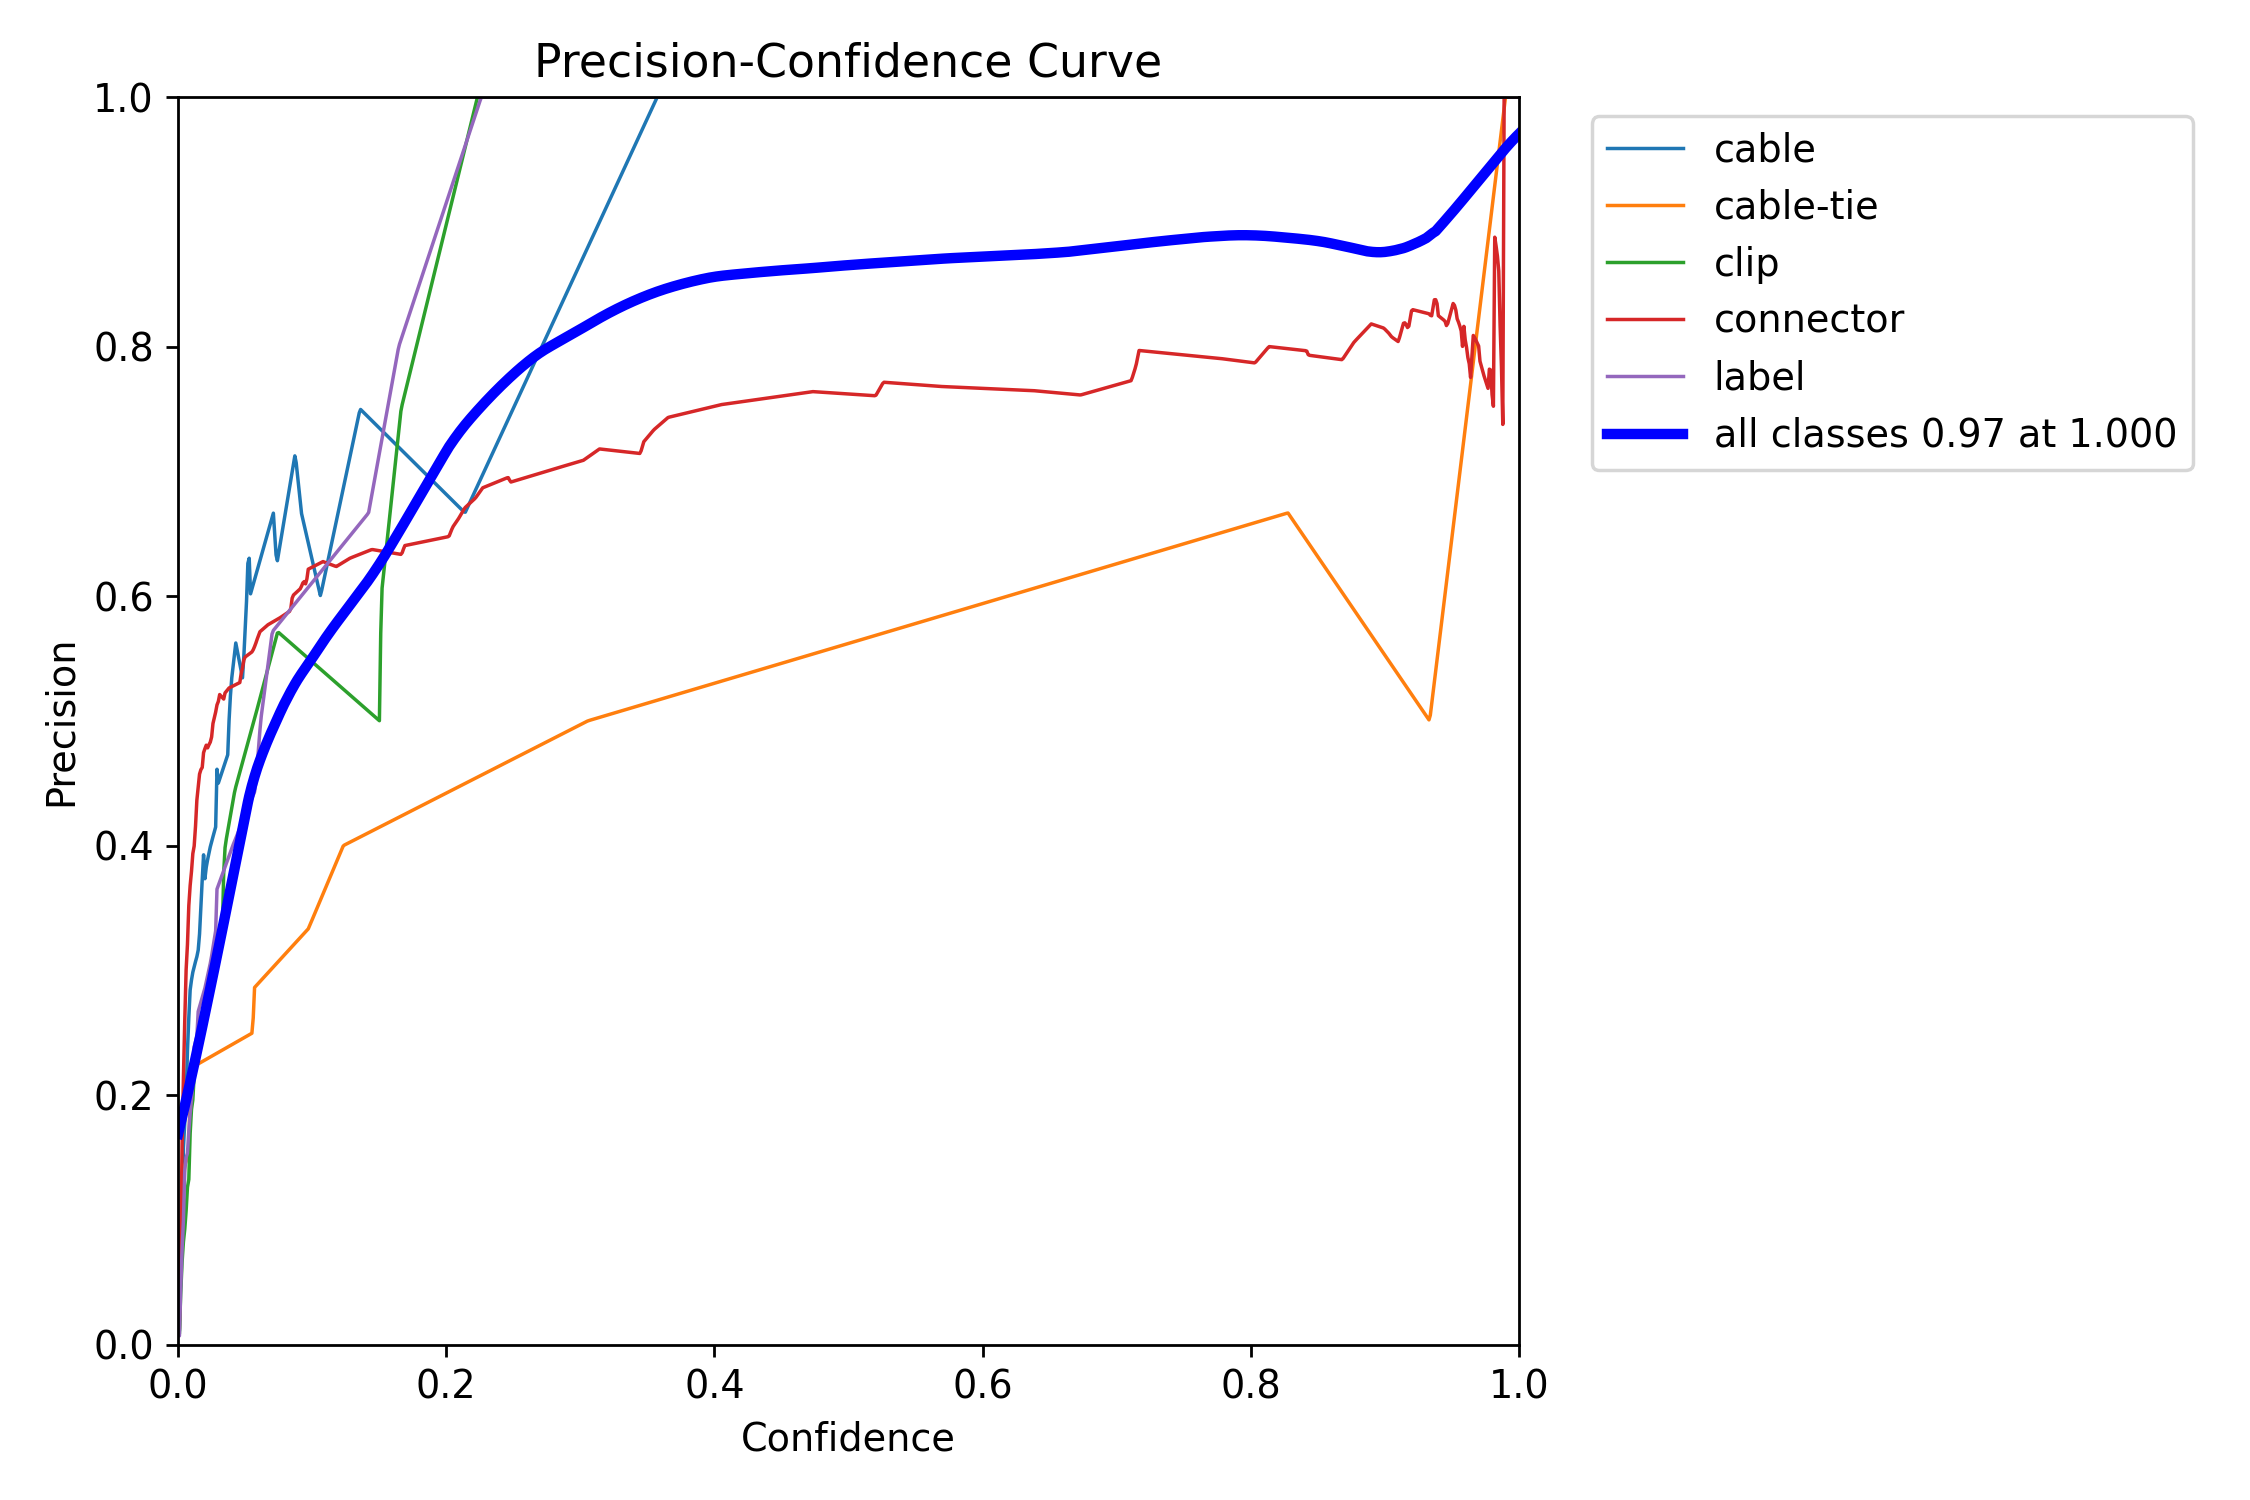 Precision-Confidence Curve
1.0
0.8
0.6
0.4
0.2
0.0
Precision
0.0 0.2 0.4 0.6 0.8 1.0
Confidence
cable
cable-tie
clip
connector
label
all classes 0.97 at 1.000